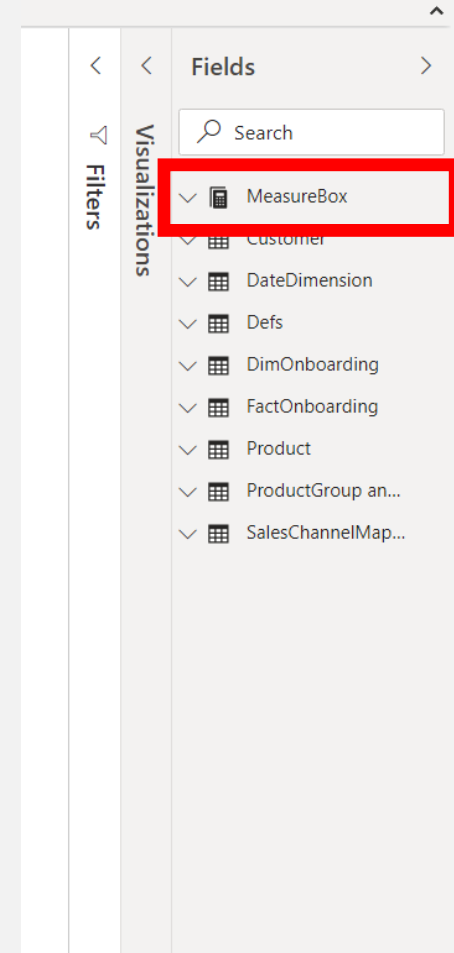 Filters
Visualizations
Fields
Search
MeasureBox
Customer
DateDimension
Defs
DimOnboarding
FactOnboarding
Product
ProductGroup an...
SalesChannelMap...